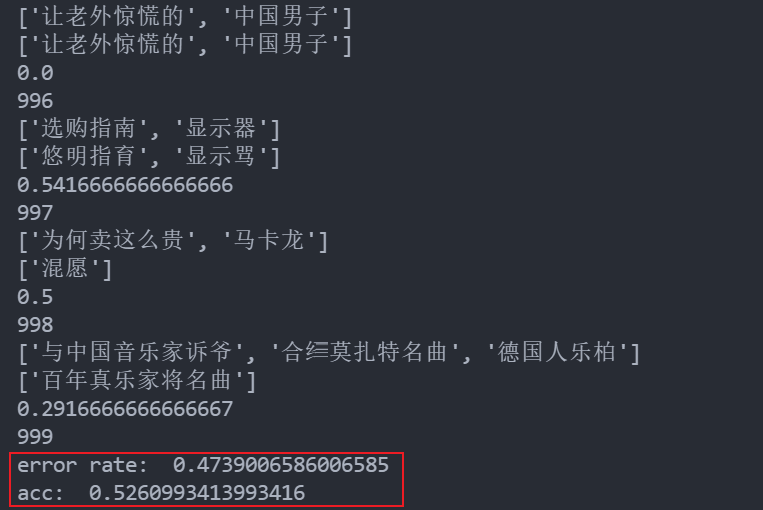 ['让老外惊慌的', '中国男子']
['让老外惊慌的', '中国男子']
0.0
996
['选购指南', '显示器']
['悠明指育', '显示骂']
0.5416666666666666
997
['为何卖这么贵', '马卡龙']
['混愿']
0.5
998
['与中国音乐家诉爷', '合莫扎特名曲', '德国人乐柏']
['百年真乐家将名曲']
0.2916666666666667
999
error rate:  0.4739006586006585
acc:  0.5260993413993416